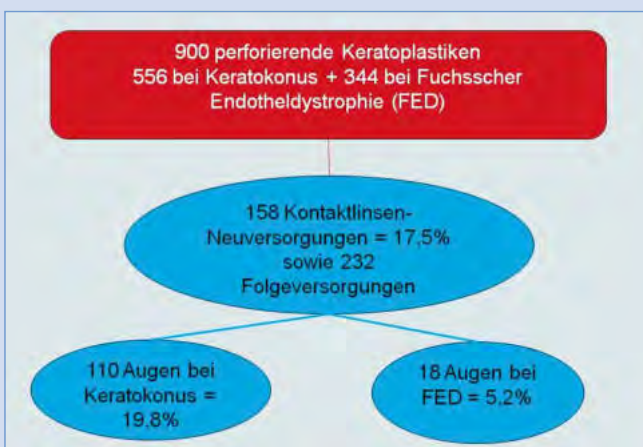 900 perforierende Keratoplastiken
556 bei Keratokonus + 344 bei Fuchsscher
Endotheldystrophie (FED)
158 Kontaktlinsen-
Neuversorgungen = 17,5%
sowie 232
Folgeversorgungen
110 Augen bei
Keratokonus =
19,8%
18 Augen bei
FED = 5,2%